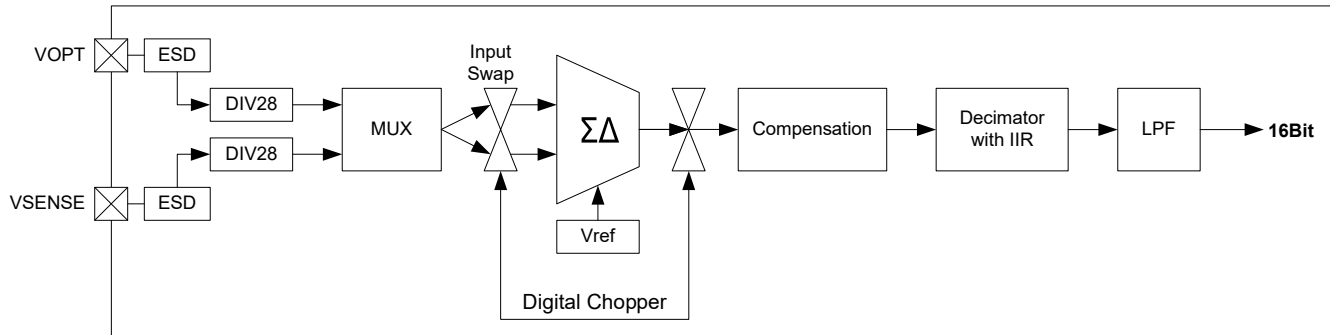 VOPT
ESD
DIV28
DIV28
VSENSE
ESD
MUX
Input
Swap
ΣΔ
Vref
Digital Chopper
Compensation
Decimator
with IIR
LPF
16Bit